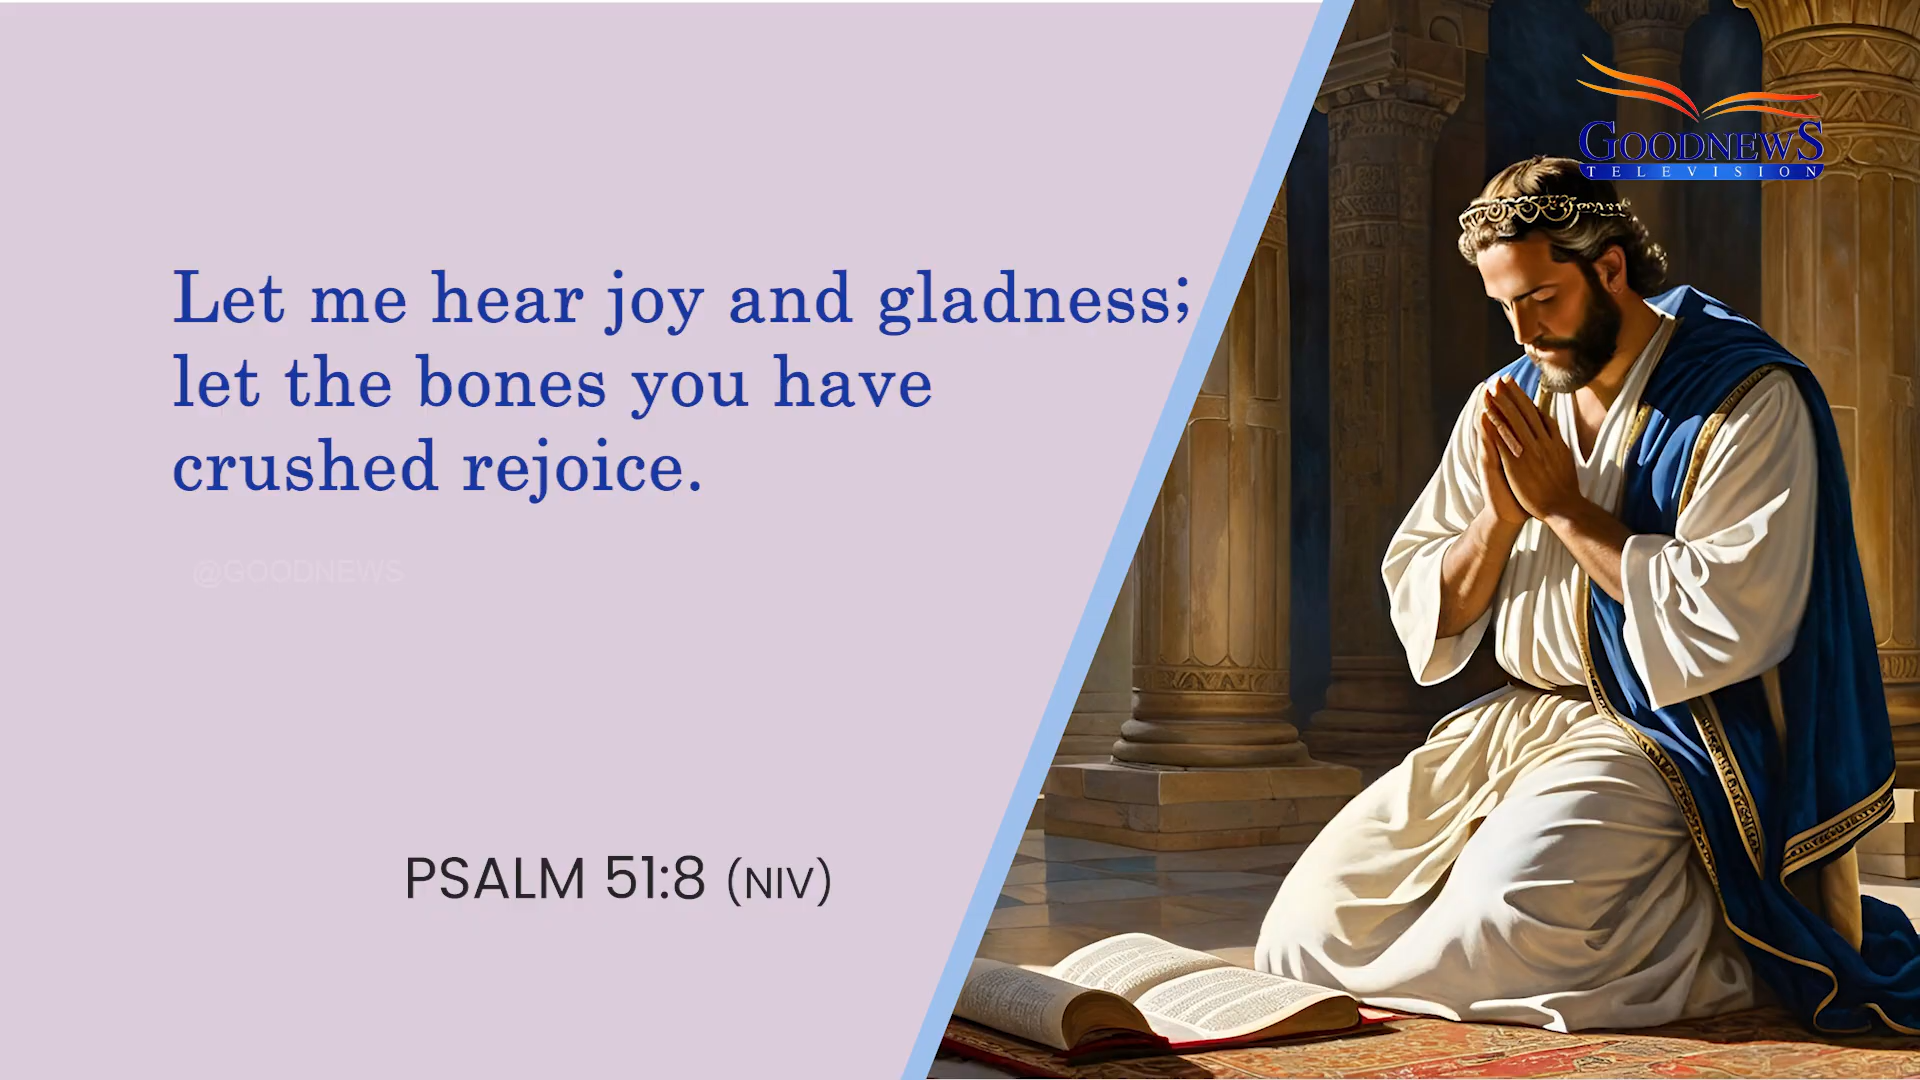 GOODNEWS
TELEVISION
Let me hear joy and gladness;
let the bones you have
crushed rejoice.
@GOODNEWS
PSALM 51:8 (NIV)